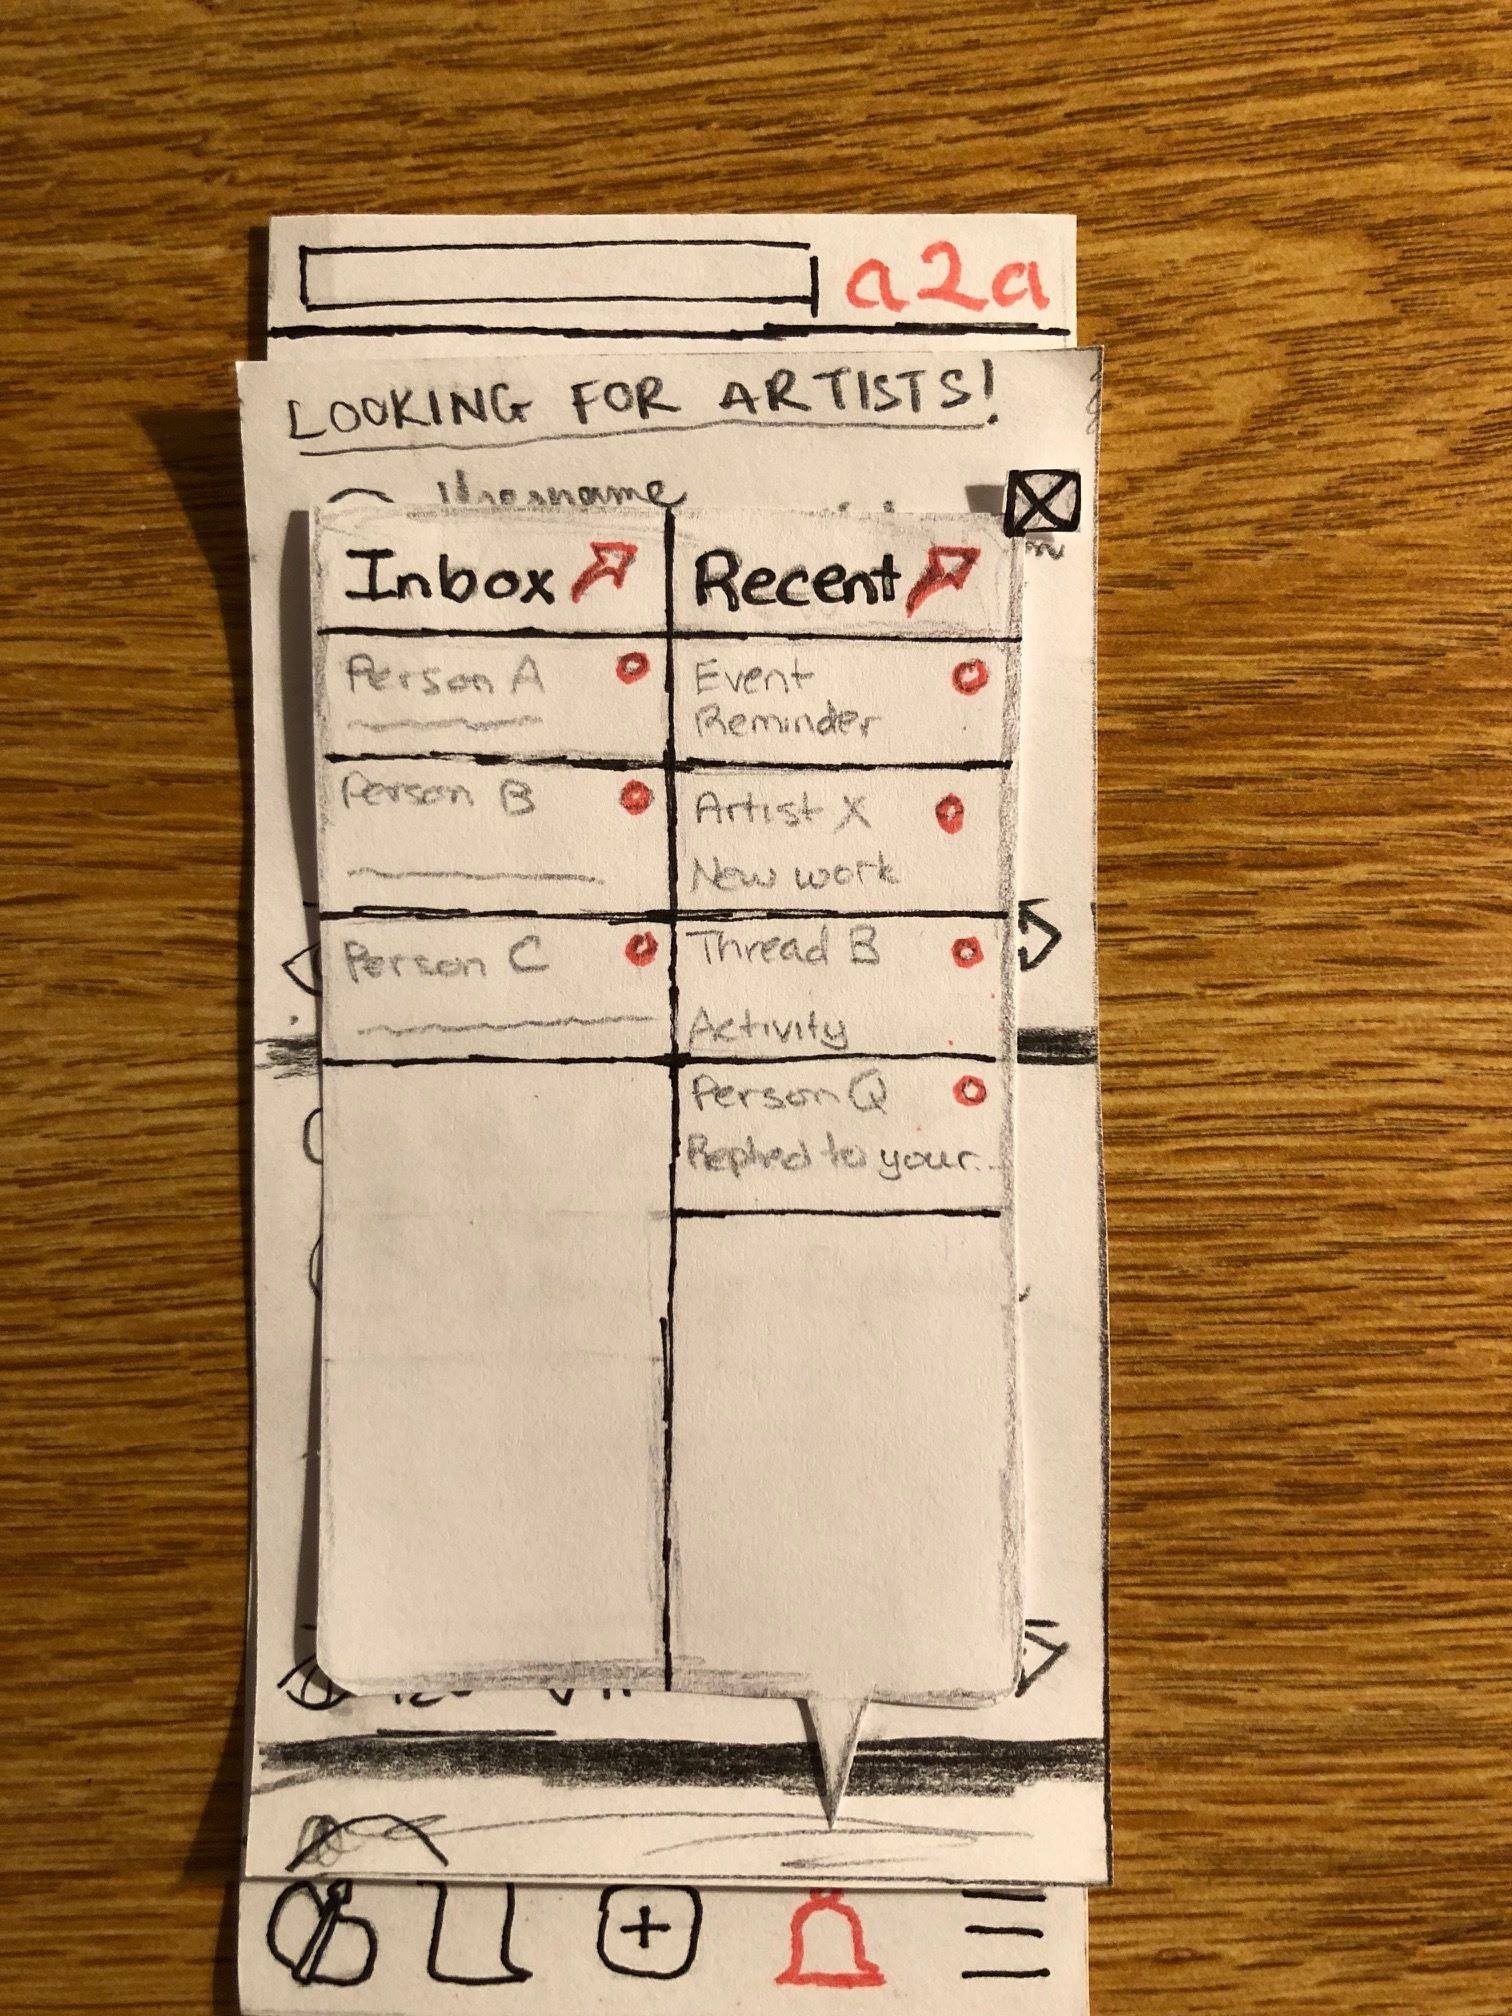 a2a
LOOKING FOR ARTISTS!
Username
Inbox
Recent
Person A
Event
Reminder
Person B
Artist X
New work
Person C
Thread B
Activity
Person Q
Replied to your...